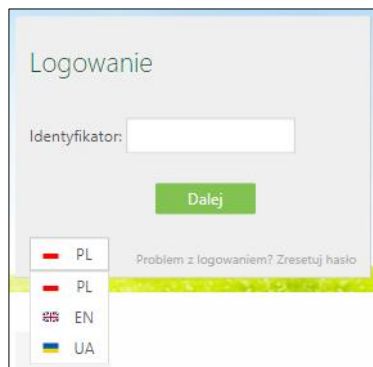 Logowanie
Identyfikator:
Dalej
PL
Problem z logowaniem? Zresetuj hasło
PL
EN
UA